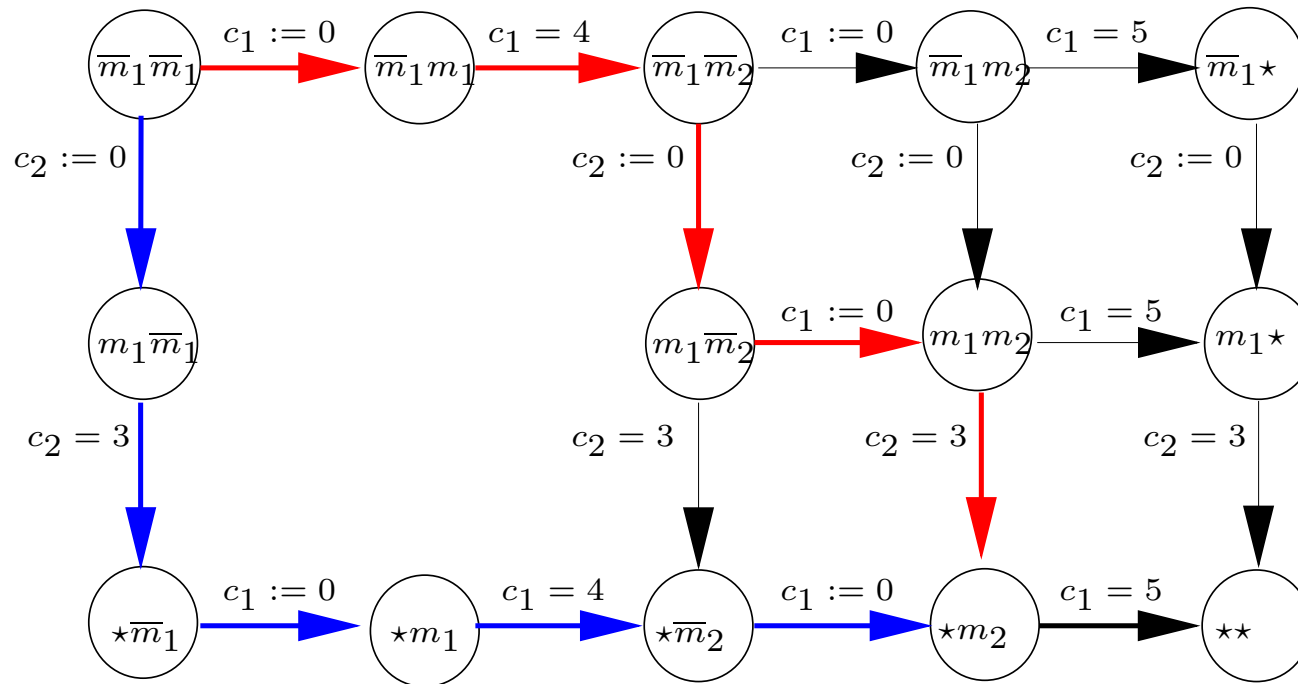 c₁ := 0 c₁ = 4 c₁ := 0 c₁ = 5
m̅₁m̅₁ m̅₁m₁ m̅₁m̅₂ m̅₁m₂ m̅₁⋆
c₂ := 0 c₂ := 0 c₂ := 0 c₂ := 0
c₁ := 0 c₁ = 5
m₁m̅₁ m₁m̅₂ m₁m₂ m₁⋆
c₂ = 3 c₂ = 3 c₂ = 3 c₂ = 3
c₁ := 0 c₁ = 4 c₁ := 0 c₁ = 5
⋆m̅₁ ⋆m₁ ⋆m̅₂ ⋆m₂ ⋆⋆